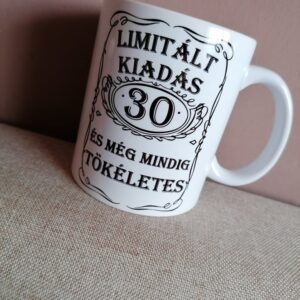 LIMITÁLT
KIADÁS
30
ÉS MÉG MINDIG
TÖKÉLETES